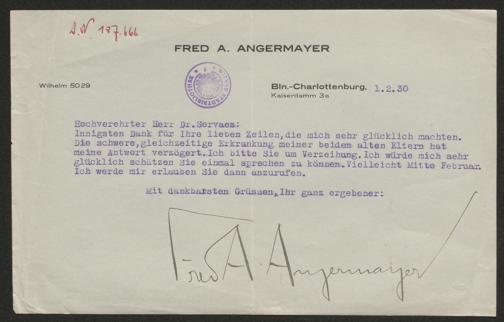 I.N. 187.666
FRED A. ANGERMAYER
Wilhelm 5029
Bln.-Charlottenburg, 1.2.30
Kaiserdamm 3a
Hochverehrter Herr Dr.Servaes:
Innigsten Dank für Ihre lieben Zeilen,die mich sehr glücklich machten.
Die schwere,gleichzeitige Erkrankung meiner beidem alten Eltern hat
meine Antwort verzögert.Ich bitte Sie um Verzeihung.Ich würde mich sehr
glücklich schätzen Sie einmal sprechen zu können.Vielleicht Mitte Februar.
Ich werde mir erlauben Sie dann anzurufen.
Mit dankbarsten Grüssen,Ihr ganz ergebener:
Fred A. Angermayer